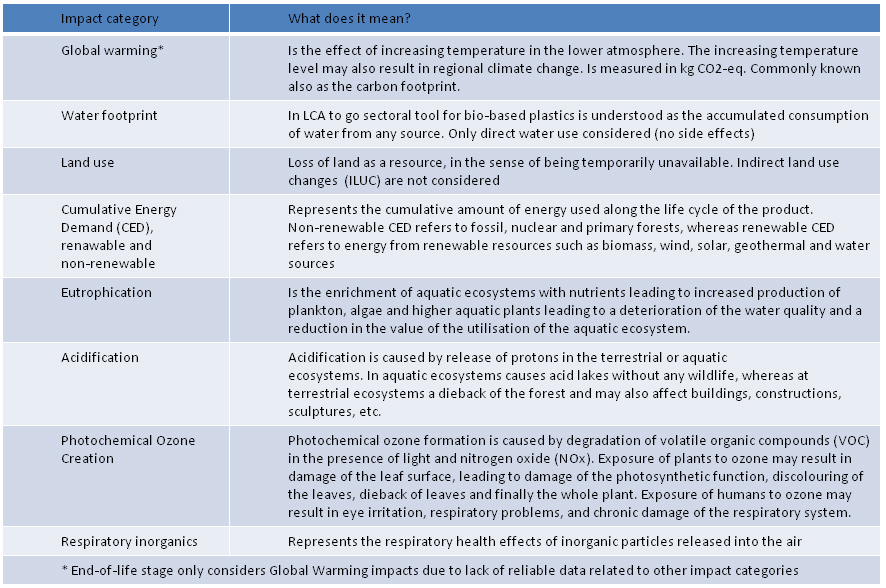 Impact category
What does it mean?
Global warming*
Is the effect of increasing temperature in the lower atmosphere. The increasing temperature
level may also result in regional climate change. Is measured in kg CO2-eq. Commonly known
also as the carbon footprint.
Water footprint
In LCA to go sectoral tool for bio-based plastics is understood as the accumulated consumption
of water from any source. Only direct water use considered (no side effects)
Land use
Loss of land as a resource, in the sense of being temporarily unavailable. Indirect land use
changes (ILUC) are not considered
Cumulative Energy
Demand (CED),
renawable and
non-renewable
Represents the cumulative amount of energy used along the life cycle of the product.
Non-renewable CED refers to fossil, nuclear and primary forests, whereas renewable CED
refers to energy from renewable resources such as biomass, wind, solar, geothermal and water
sources
Eutrophication
Is the enrichment of aquatic ecosystems with nutrients leading to increased production of
plankton, algae and higher aquatic plants leading to a deterioration of the water quality and a
reduction in the value of the utilisation of the aquatic ecosystem.
Acidification
Acidification is caused by release of protons in the terrestrial or aquatic
ecosystems. In aquatic ecosystems causes acid lakes without any wildlife, whereas at
terrestrial ecosystems a dieback of the forest and may also affect buildings, constructions,
sculptures, etc.
Photochemical Ozone
Creation
Photochemical ozone formation is caused by degradation of volatile organic compounds (VOC)
in the presence of light and nitrogen oxide (NOx). Exposure of plants to ozone may result in
damage of the leaf surface, leading to damage of the photosynthetic function, discolouring of
the leaves, dieback of leaves and finally the whole plant. Exposure of humans to ozone may
result in eye irritation, respiratory problems, and chronic damage of the respiratory system.
Respiratory inorganics
Represents the respiratory health effects of inorganic particles released into the air
* End-of-life stage only considers Global Warming impacts due to lack of reliable data related to other impact categories